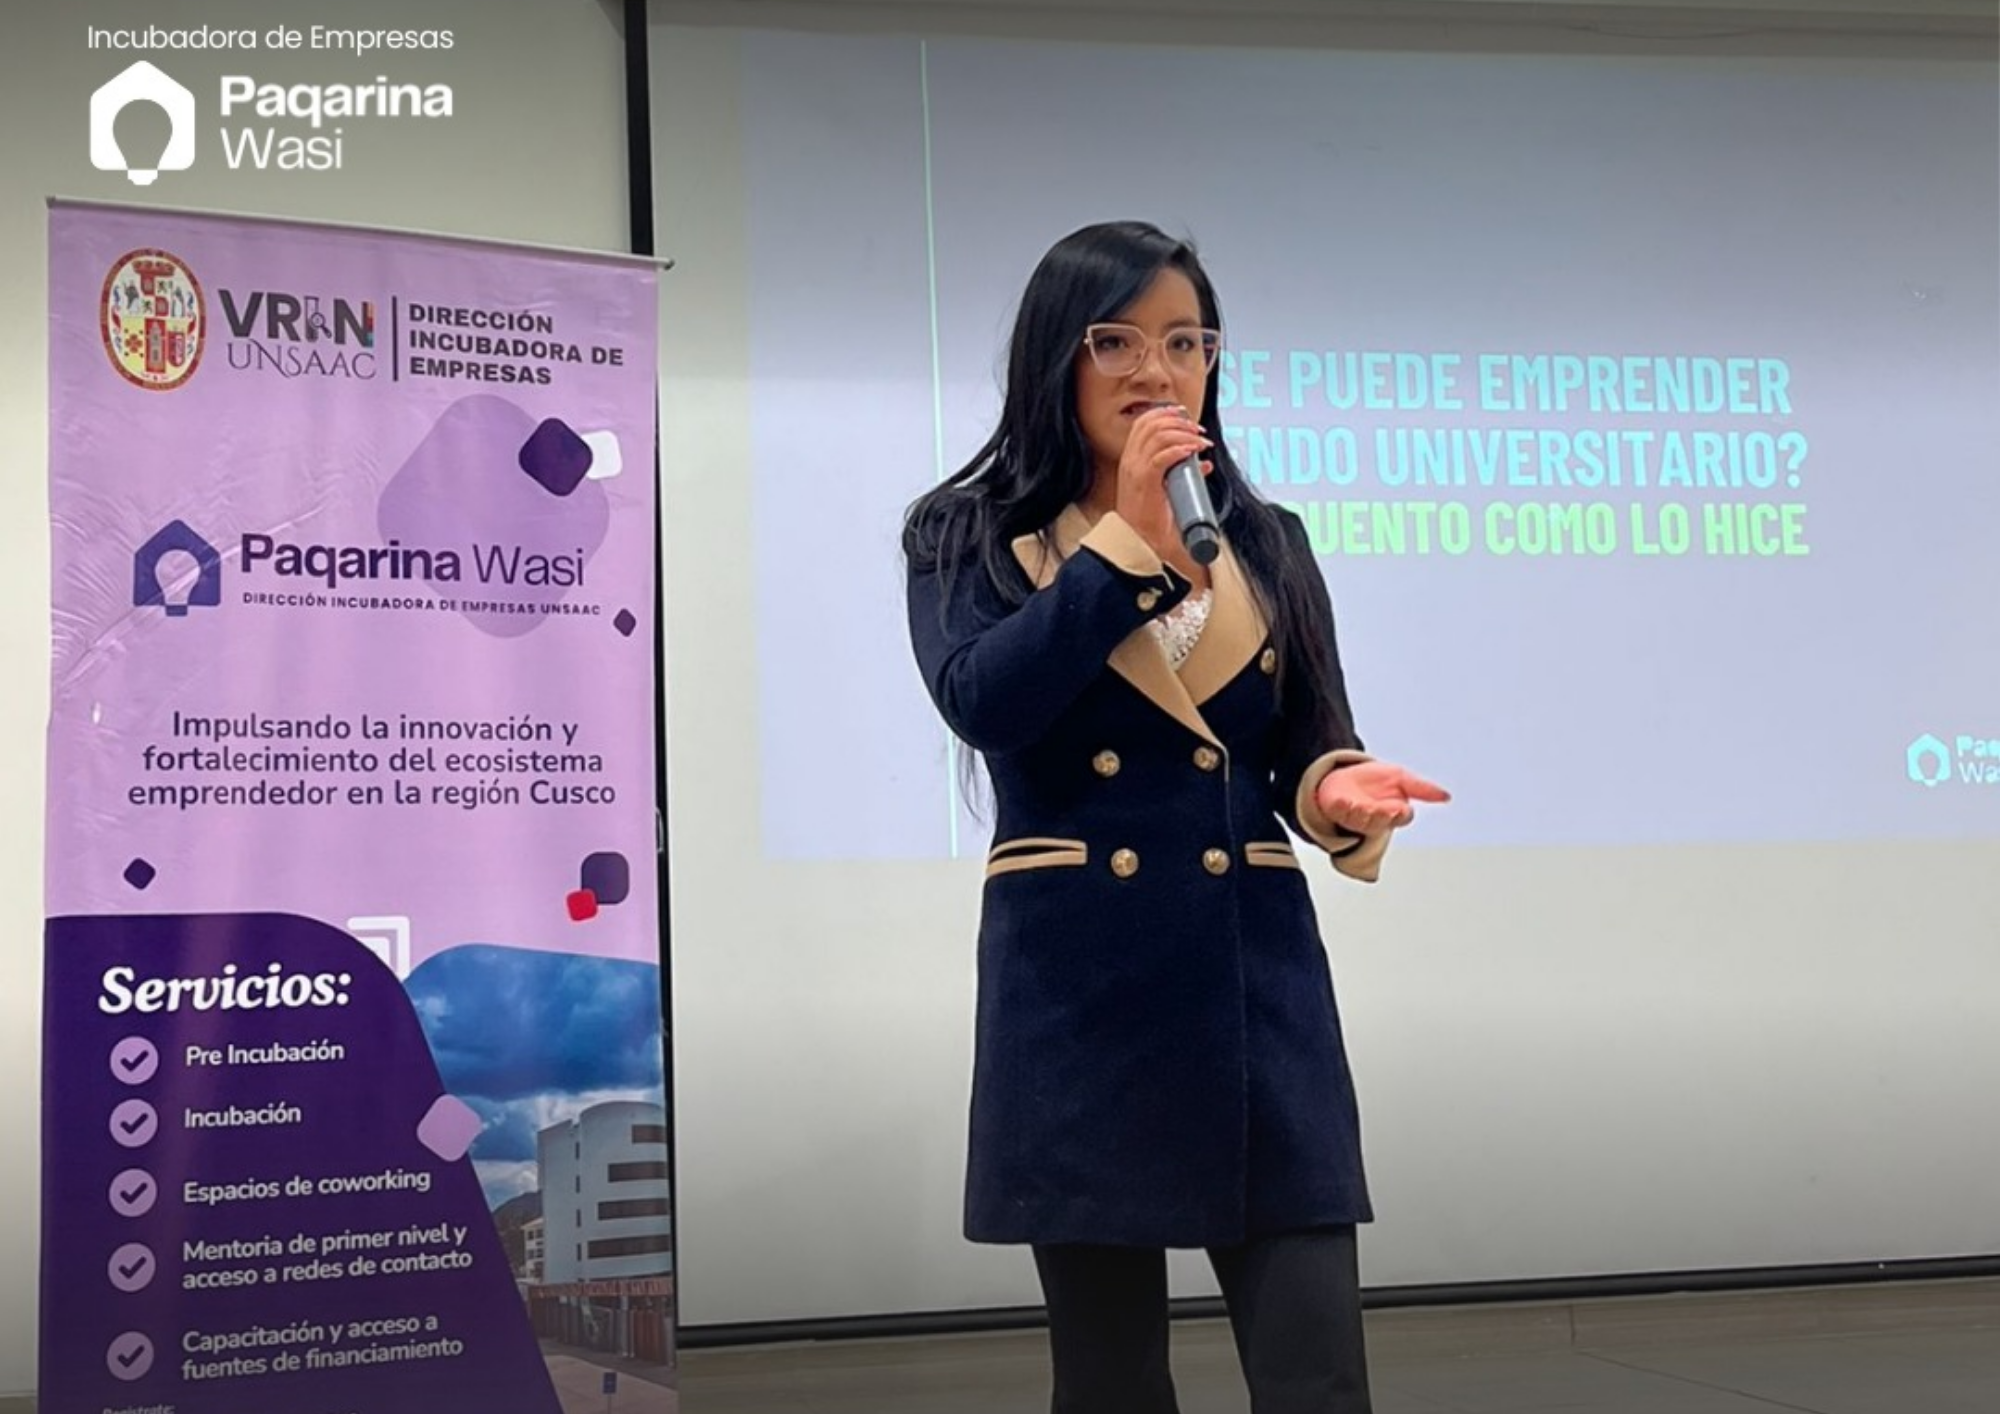 Incubadora de Empresas
Paqarina
Wasi
VRIN
UNSAAC
DIRECCIÓN
INCUBADORA DE
EMPRESAS
Paqarina Wasi
DIRECCIÓN INCUBADORA DE EMPRESAS UNSAAC
Impulsando la innovación y
fortalecimiento del ecosistema
emprendedor en la región Cusco
Servicios:
Pre Incubación
Incubación
Espacios de coworking
Mentoria de primer nivel y
acceso a redes de contacto
Capacitación y acceso a
fuentes de financiamiento
SE PUEDE EMPRENDER
ENDO UNIVERSITARIO?
UENTO COMO LO HICE